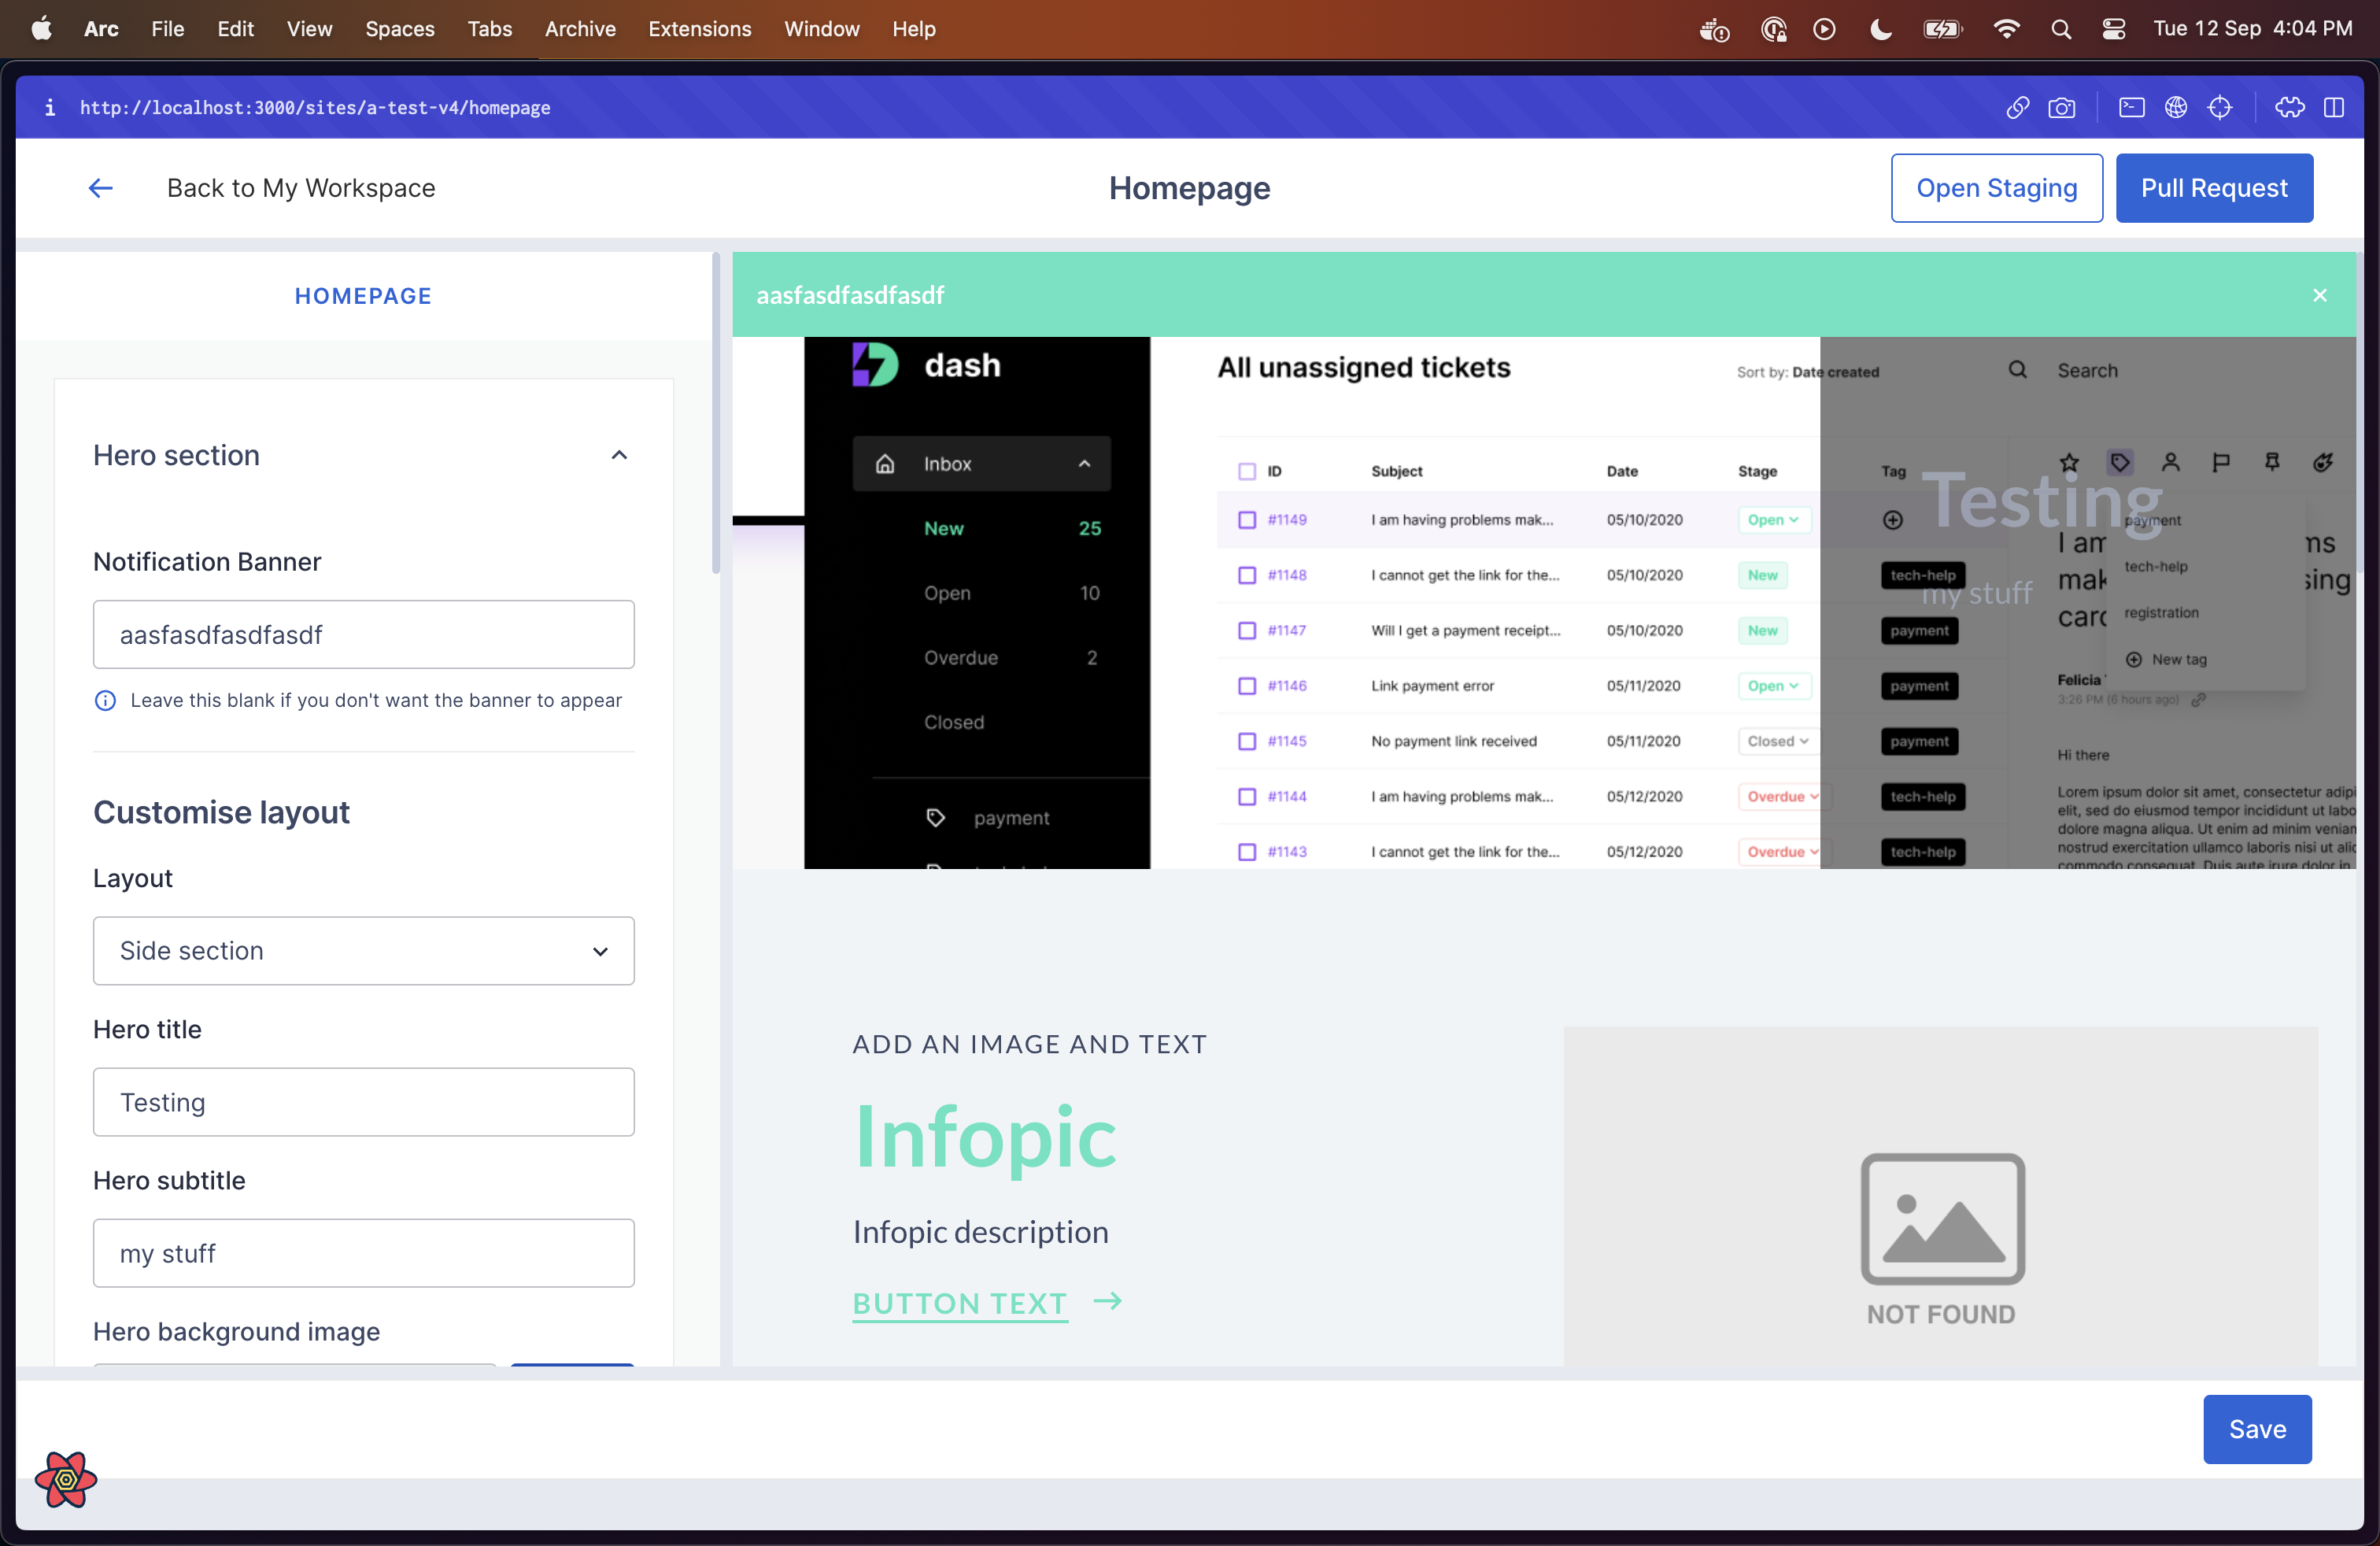 Arc File Edit View Spaces Tabs Archive Extensions Window Help Tue 12 Sep 4:04 PM
http://localhost:3000/sites/a-test-v4/homepage
Back to My Workspace
Homepage
Open Staging
Pull Request
HOMEPAGE
Hero section
Notification Banner
aasfasdfasdfasdf
Leave this blank if you don't want the banner to appear
Customise layout
Layout
Side section
Hero title
Testing
Hero subtitle
my stuff
Hero background image
aasfasdfasdfasdf
dash
Inbox
New 25
Open 10
Overdue 2
Closed
payment
All unassigned tickets
Sort by: Date created
Search
ID Subject Date Stage Tag
#1149 I am having problems mak... 05/10/2020 Open
#1148 I cannot get the link for the... 05/10/2020 New tech-help
#1147 Will I get a payment receipt... 05/10/2020 New payment
#1146 Link payment error 05/11/2020 Open payment
#1145 No payment link received 05/11/2020 Closed payment
#1144 I am having problems mak... 05/12/2020 Overdue tech-help
#1143 I cannot get the link for the... 05/12/2020 Overdue tech-help
Testing
my stuff
payment
tech-help
registration
New tag
I am
Felicia
3:26 PM (6 hours ago)
Hi there
Lorem ipsum dolor sit amet, consectetur adipi
elit, sed do eiusmod tempor incididunt ut labo
dolore magna aliqua. Ut enim ad minim veniam
nostrud exercitation ullamco laboris nisi ut alic
commodo consequat. Duis aute irure dolor in
ADD AN IMAGE AND TEXT
Infopic
Infopic description
BUTTON TEXT
NOT FOUND
Save